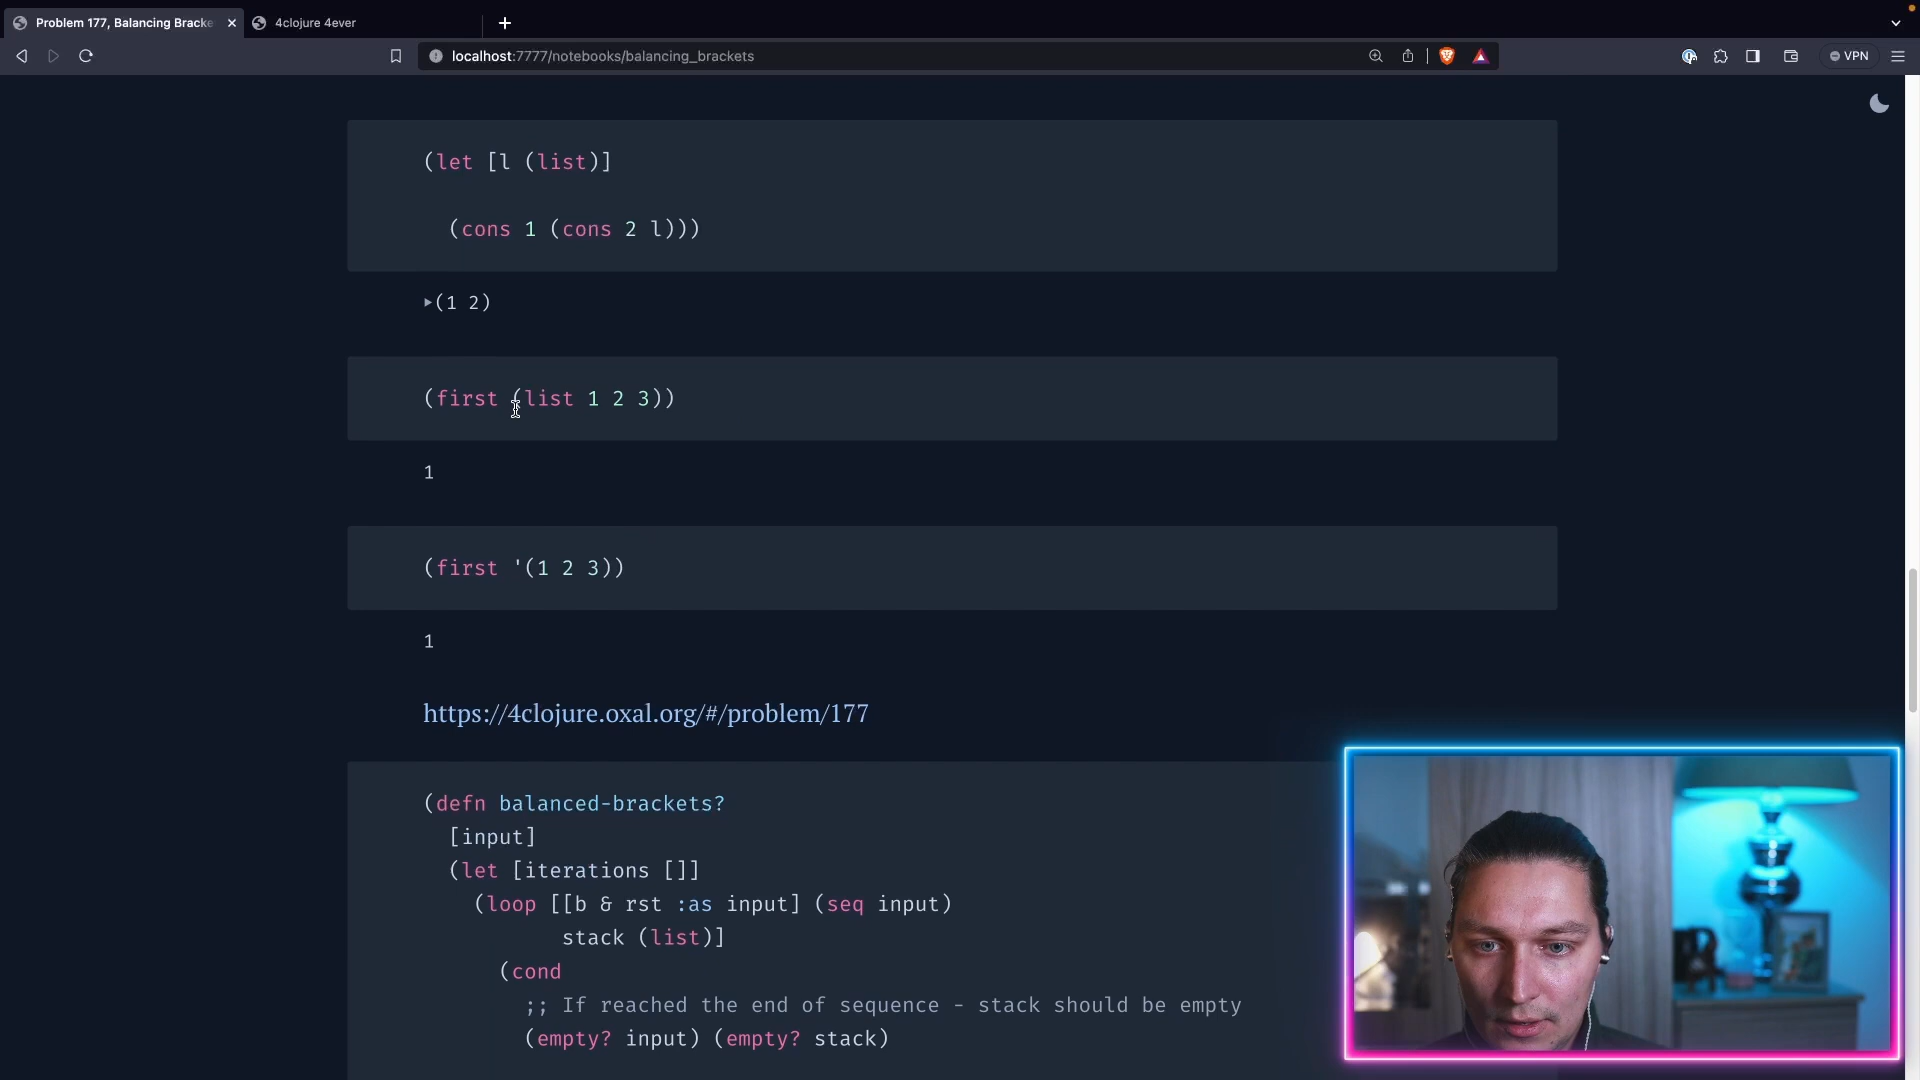 Problem 177, Balancing Bracke
4clojure 4ever
localhost:7777/notebooks/balancing_brackets
VPN
(let [l (list)]
(cons 1 (cons 2 l)))
▸(1 2)
(first (list 1 2 3))
1
(first '(1 2 3))
1
https://4clojure.oxal.org/#/problem/177
(defn balanced-brackets?
[input]
(let [iterations []]
(loop [[b & rst :as input] (seq input)
stack (list)]
(cond
;; If reached the end of sequence - stack should be empty
(empty? input) (empty? stack)